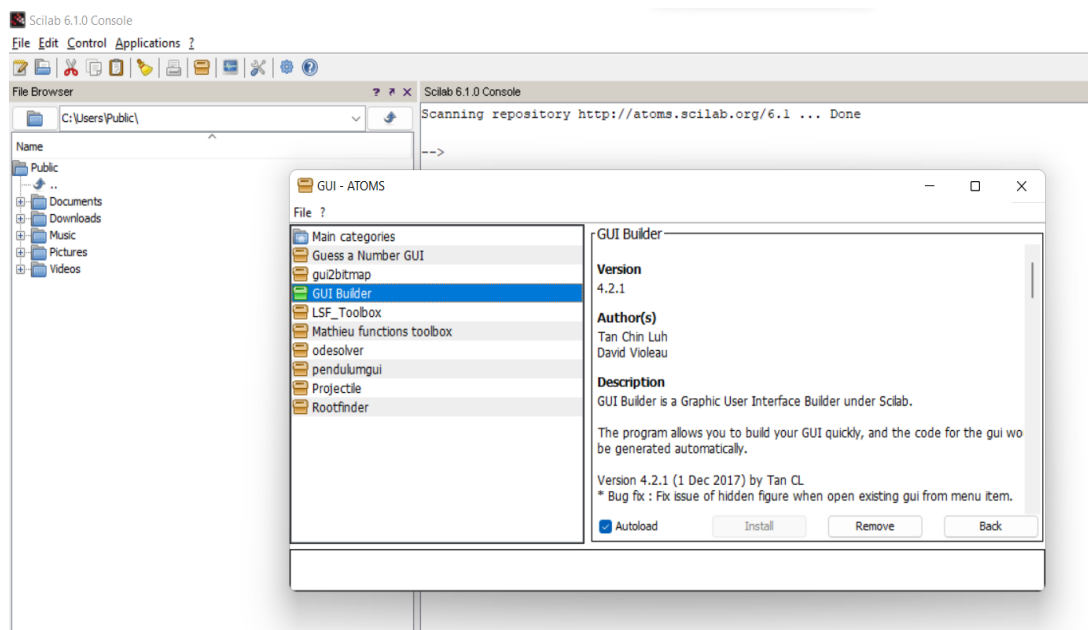 Scilab 6.1.0 Console
File Edit Control Applications ?
File Browser
Scilab 6.1.0 Console
C:\Users\Public\
Name
Public
..
Documents
Downloads
Music
Pictures
Videos
Scanning repository http://atoms.scilab.org/6.1 ... Done
-->
GUI - ATOMS
File ?
Main categories
Guess a Number GUI
gui2bitmap
GUI Builder
LSF_Toolbox
Mathieu functions toolbox
odesolver
pendulumgui
Projectile
Rootfinder
GUI Builder
Version
4.2.1
Author(s)
Tan Chin Luh
David Violeau
Description
GUI Builder is a Graphic User Interface Builder under Scilab.
The program allows you to build your GUI quickly, and the code for the gui wo
be generated automatically.
Version 4.2.1 (1 Dec 2017) by Tan CL
* Bug fix : Fix issue of hidden figure when open existing gui from menu item.
Autoload
Install
Remove
Back